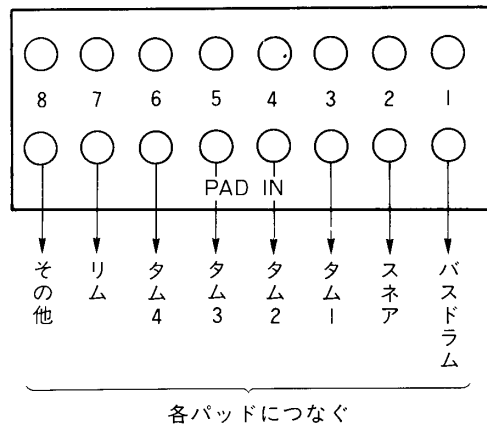 8 7 6 5 4 3 2 1
PAD IN
その他
リム
タム4
タム3
タム2
タム1
スネア
バスドラム
各パッドにつなぐ